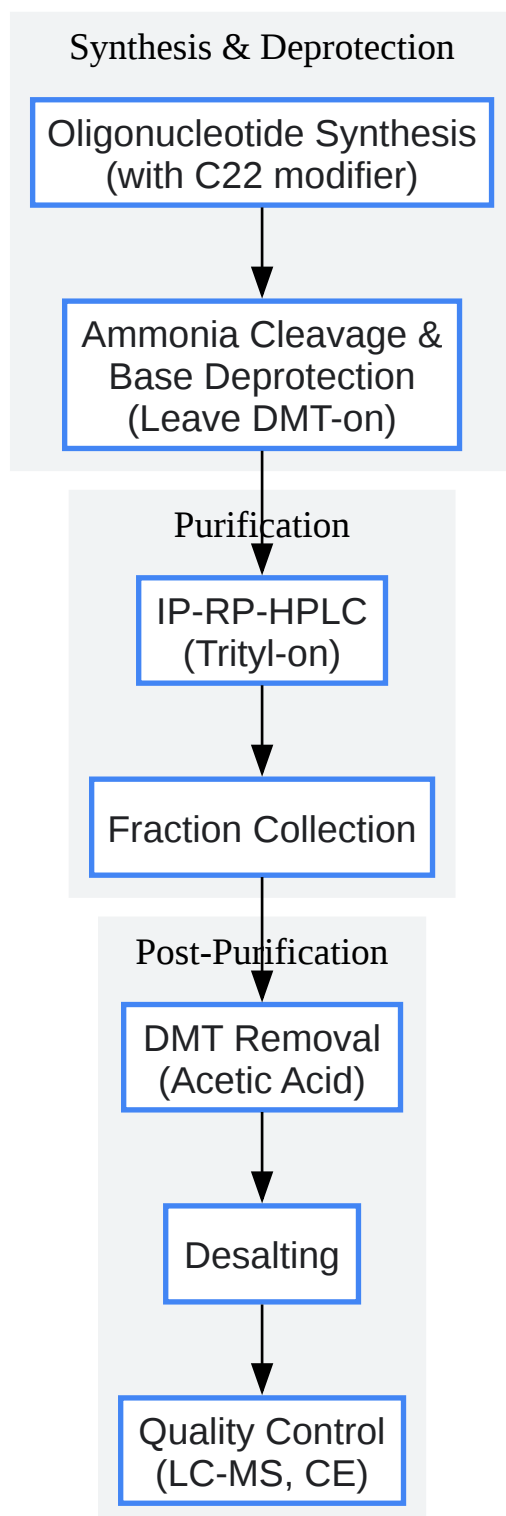 Synthesis & Deprotection
Oligonucleotide Synthesis
(with C22 modifier)
Ammonia Cleavage &
Base Deprotection
(Leave DMT-on)
Purification
IP-RP-HPLC
(Trityl-on)
Fraction Collection
Post-Purification
DMT Removal
(Acetic Acid)
Desalting
Quality Control
(LC-MS, CE)